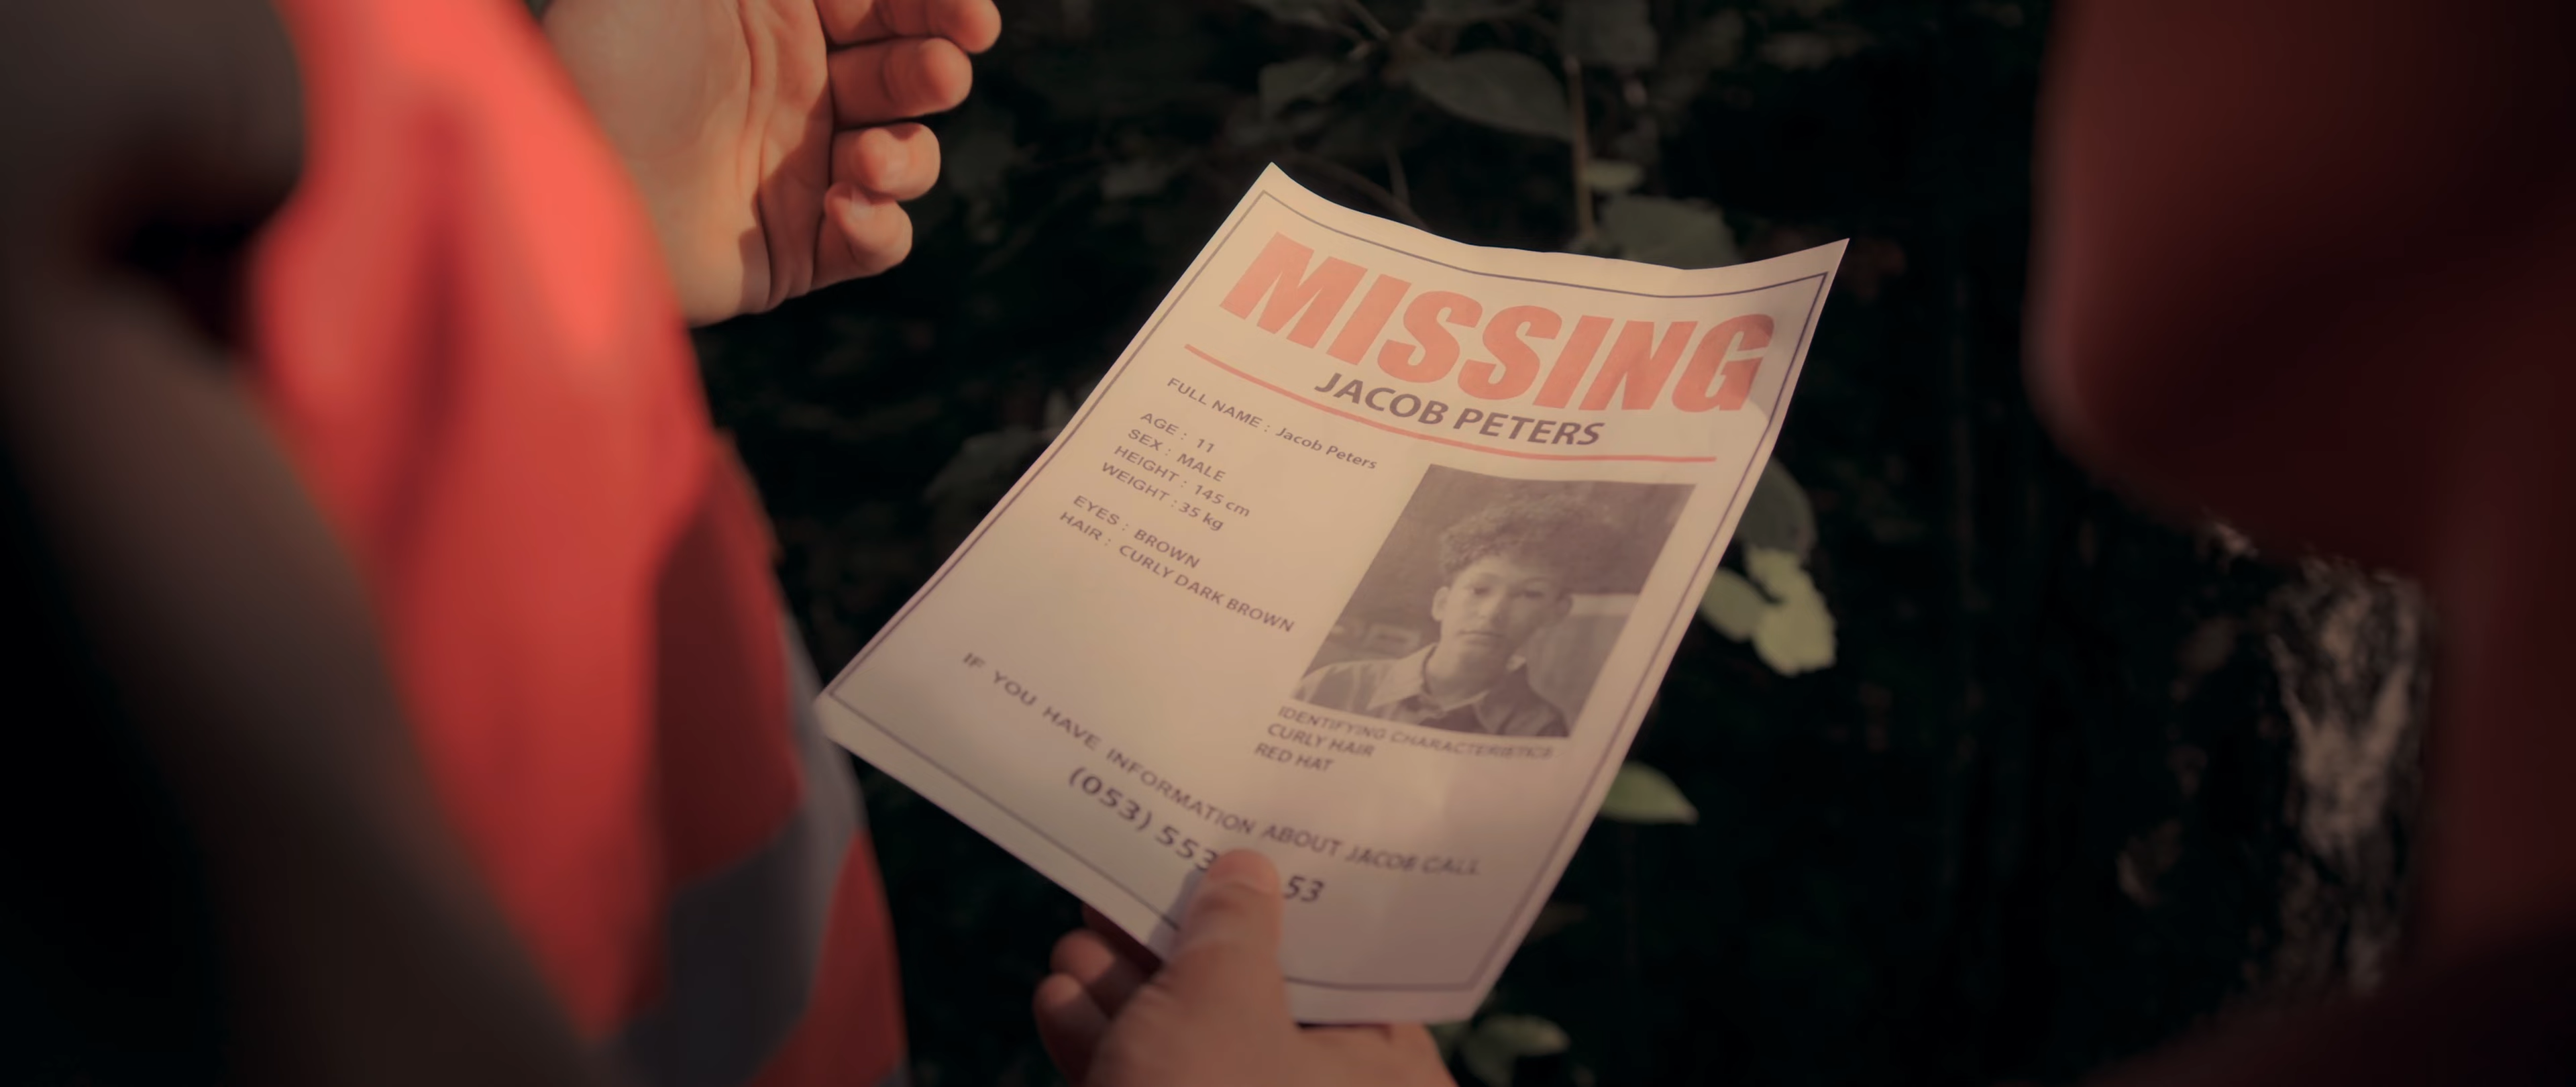 MISSING
JACOB PETERS
FULL NAME : Jacob Peters
AGE : 11
SEX : MALE
HEIGHT : 145 cm
WEIGHT : 35 kg
EYES : BROWN
HAIR : CURLY DARK BROWN
IDENTIFYING CHARACTERISTICS
CURLY HAIR
RED HAT
IF YOU HAVE INFORMATION ABOUT JACOB CALL
(053) 553 53